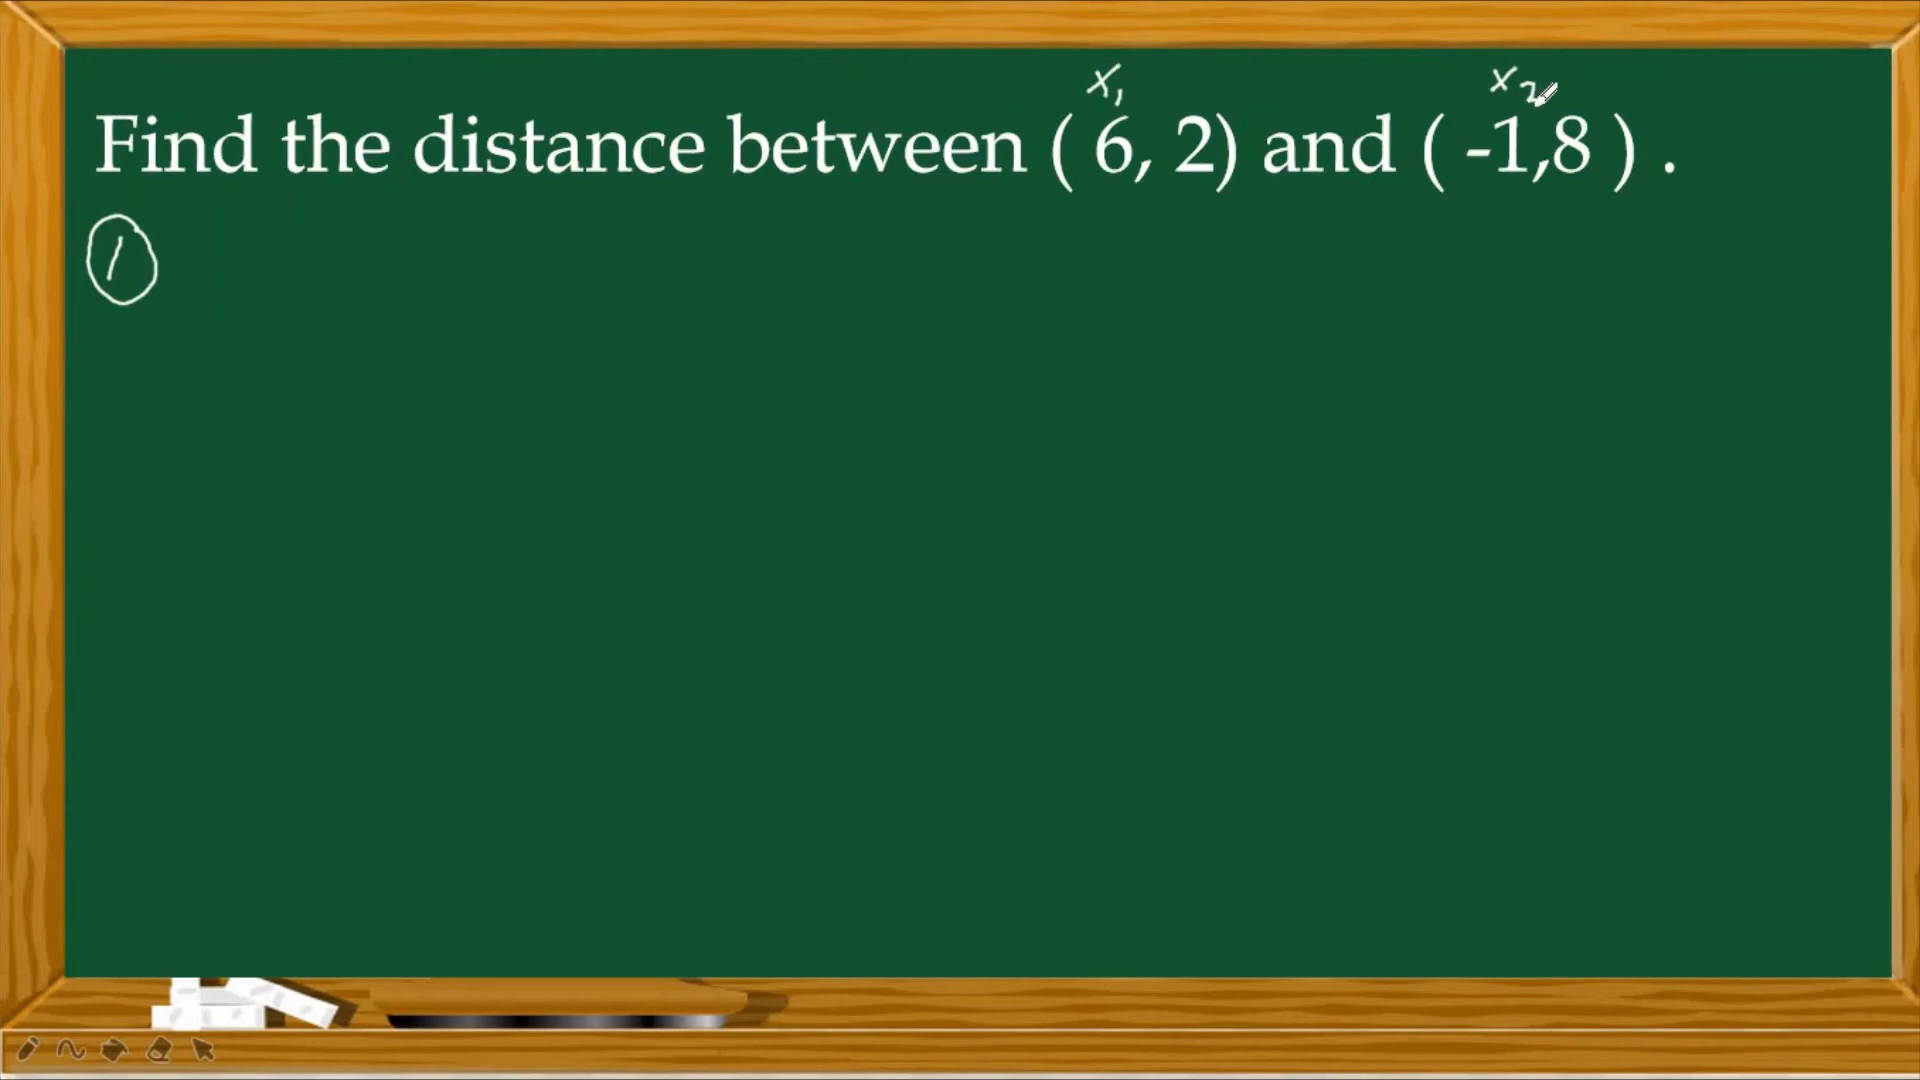 x₁ x₂
Find the distance between ( 6, 2) and ( -1,8 ) .
1